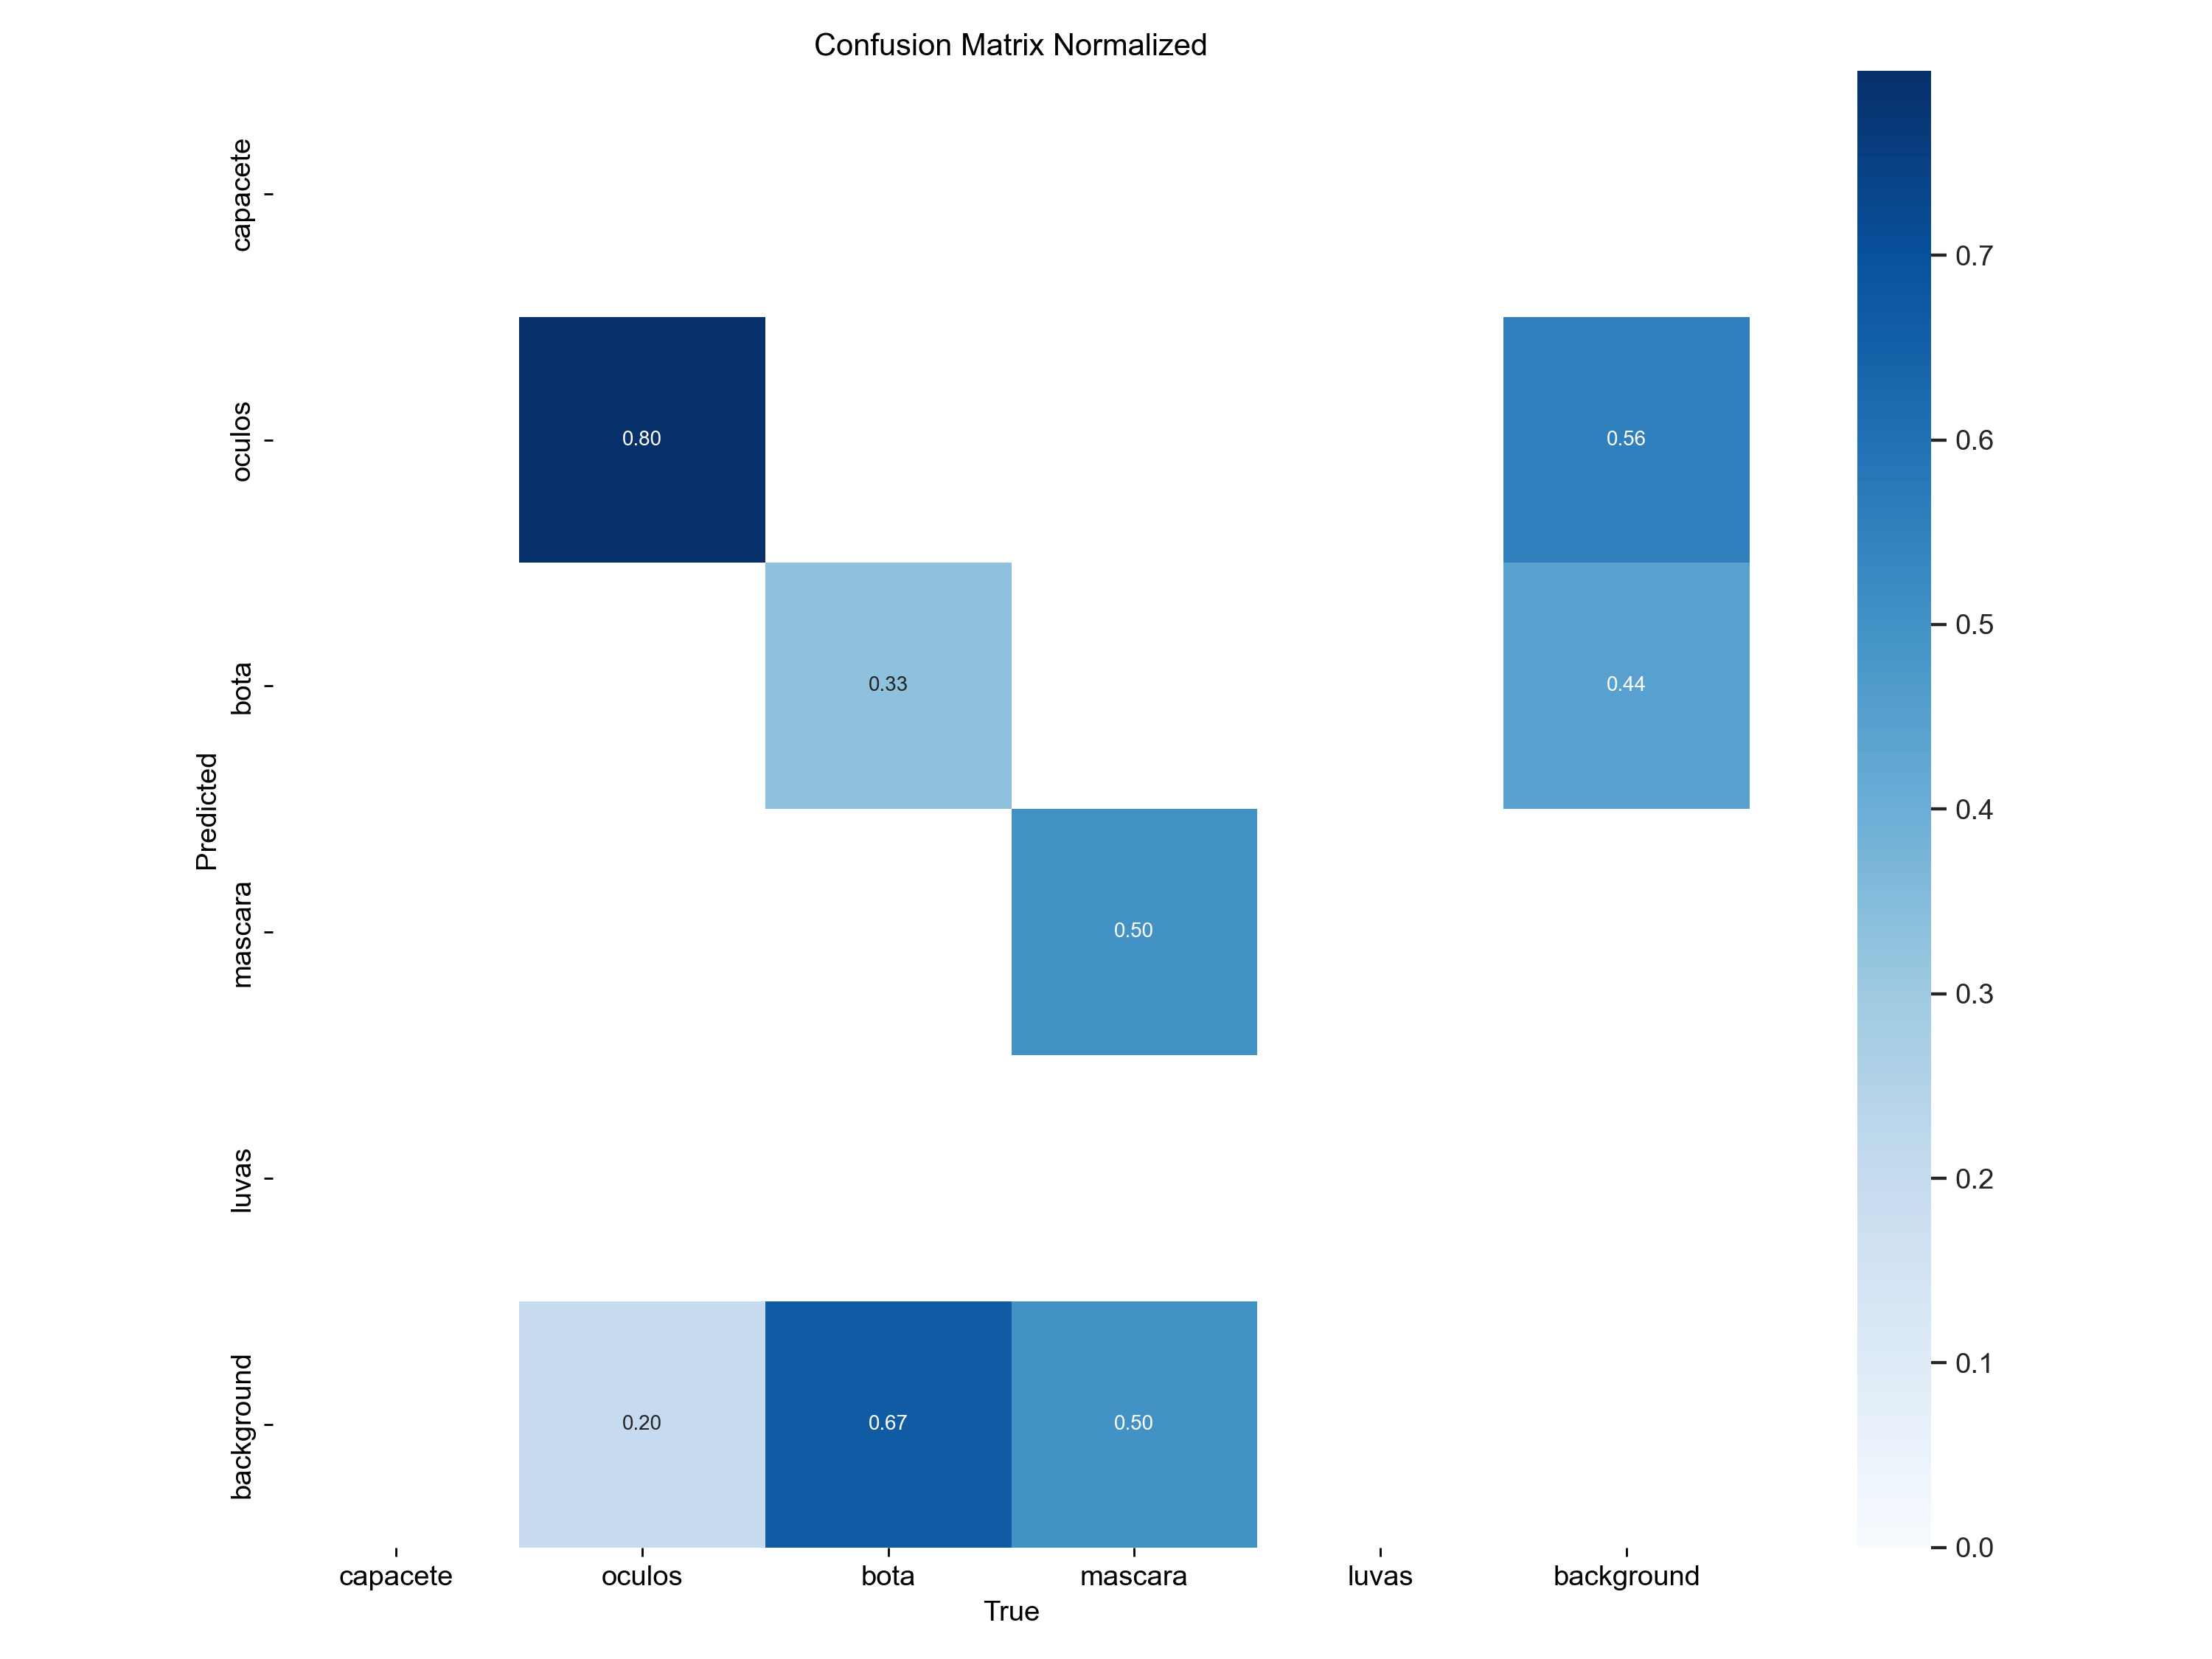 Confusion Matrix Normalized
capacete
oculos
bota
mascara
luvas
background
Predicted
0.80
0.56
0.33
0.44
0.50
0.20
0.67
0.50
capacete
oculos
bota
mascara
luvas
background
True
0.7
0.6
0.5
0.4
0.3
0.2
0.1
0.0